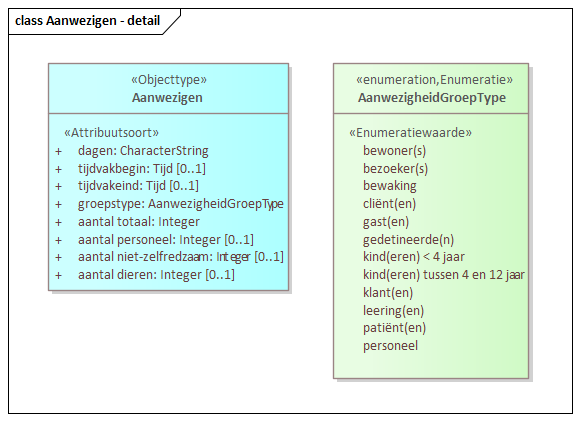 class Aanwezigen - detail
«Objecttype»
Aanwezigen
«Attribuutsoort»
+ dagen: CharacterString
+ tijdvakbegin: Tijd [0..1]
+ tijdvakeind: Tijd [0..1]
+ groepstype: AanwezigheidGroepType
+ aantal totaal: Integer
+ aantal personeel: Integer [0..1]
+ aantal niet-zelfredzaam: Integer [0..1]
+ aantal dieren: Integer [0..1]
«enumeration,Enumeratie»
AanwezigheidGroepType
«Enumeratiewaarde»
bewoner(s)
bezoeker(s)
bewaking
cliënt(en)
gast(en)
gedetineerde(n)
kind(eren) < 4 jaar
kind(eren) tussen 4 en 12 jaar
klant(en)
leering(en)
patiënt(en)
personeel